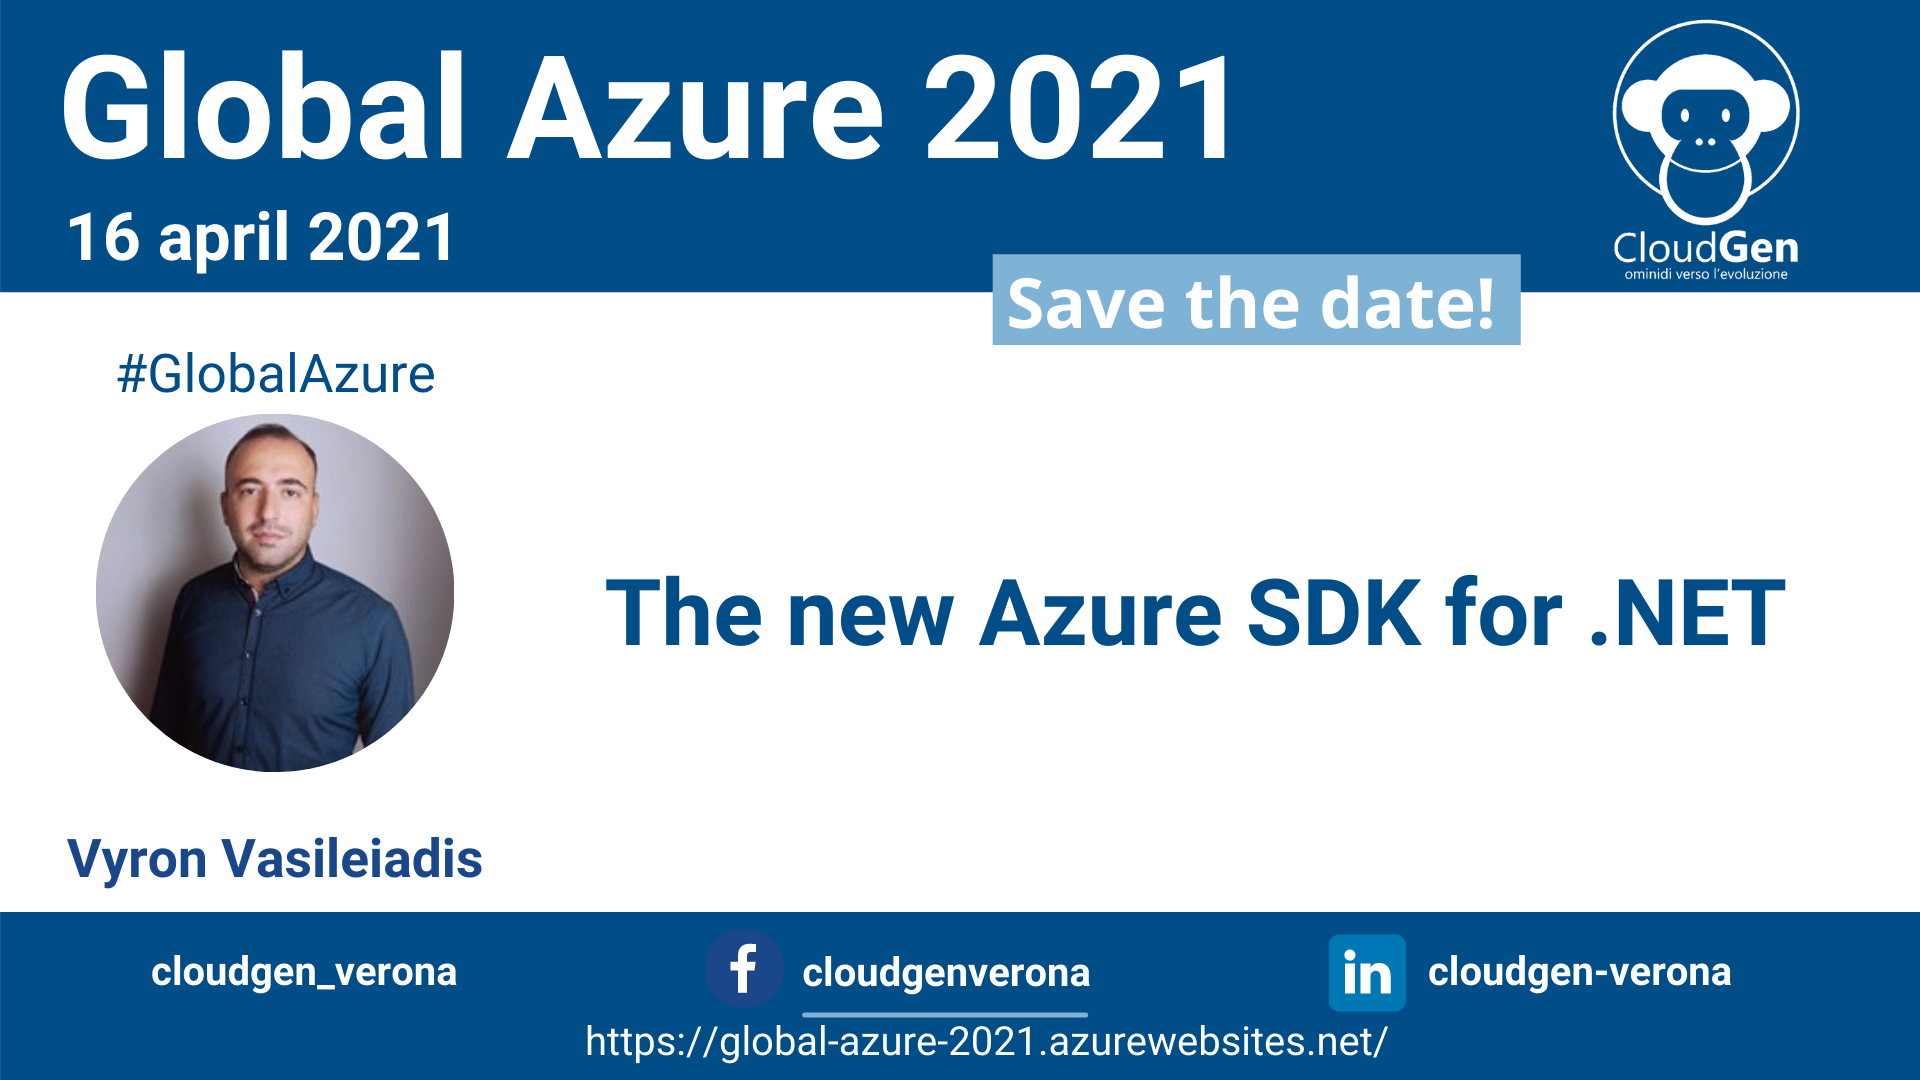 Global Azure 2021
16 april 2021
CloudGen
ominidi verso l'evoluzione
Save the date!
#GlobalAzure
The new Azure SDK for .NET
Vyron Vasileiadis
cloudgen_verona
f cloudgenverona
in cloudgen-verona
https://global-azure-2021.azurewebsites.net/